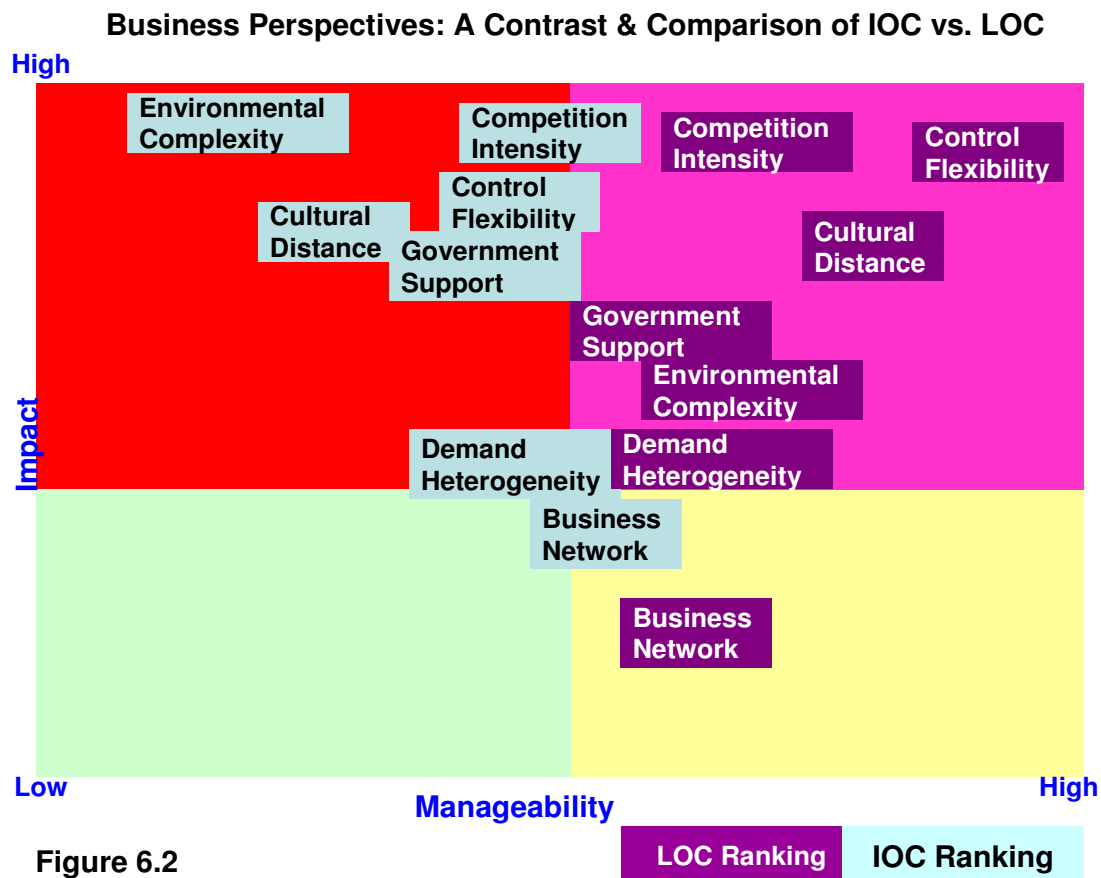 Business Perspectives: A Contrast & Comparison of IOC vs. LOC
High
Environmental
Complexity
Competition
Intensity
Competition
Intensity
Control
Flexibility
Control
Flexibility
Cultural
Distance
Cultural
Distance
Government
Support
Government
Support
Environmental
Complexity
Impact
Demand
Heterogeneity
Demand
Heterogeneity
Business
Network
Business
Network
Low
High
Manageability
LOC Ranking
IOC Ranking
Figure 6.2